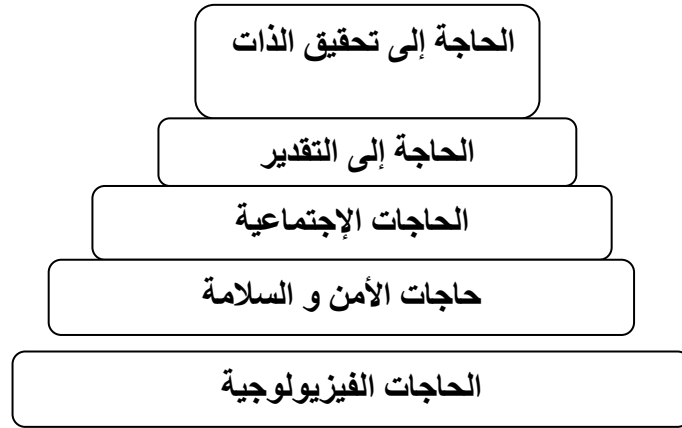 الحاجة إلى تحقيق الذات
الحاجة إلى التقدير
الحاجات الإجتماعية
حاجات الأمن و السلامة
الحاجات الفيزيولوجية